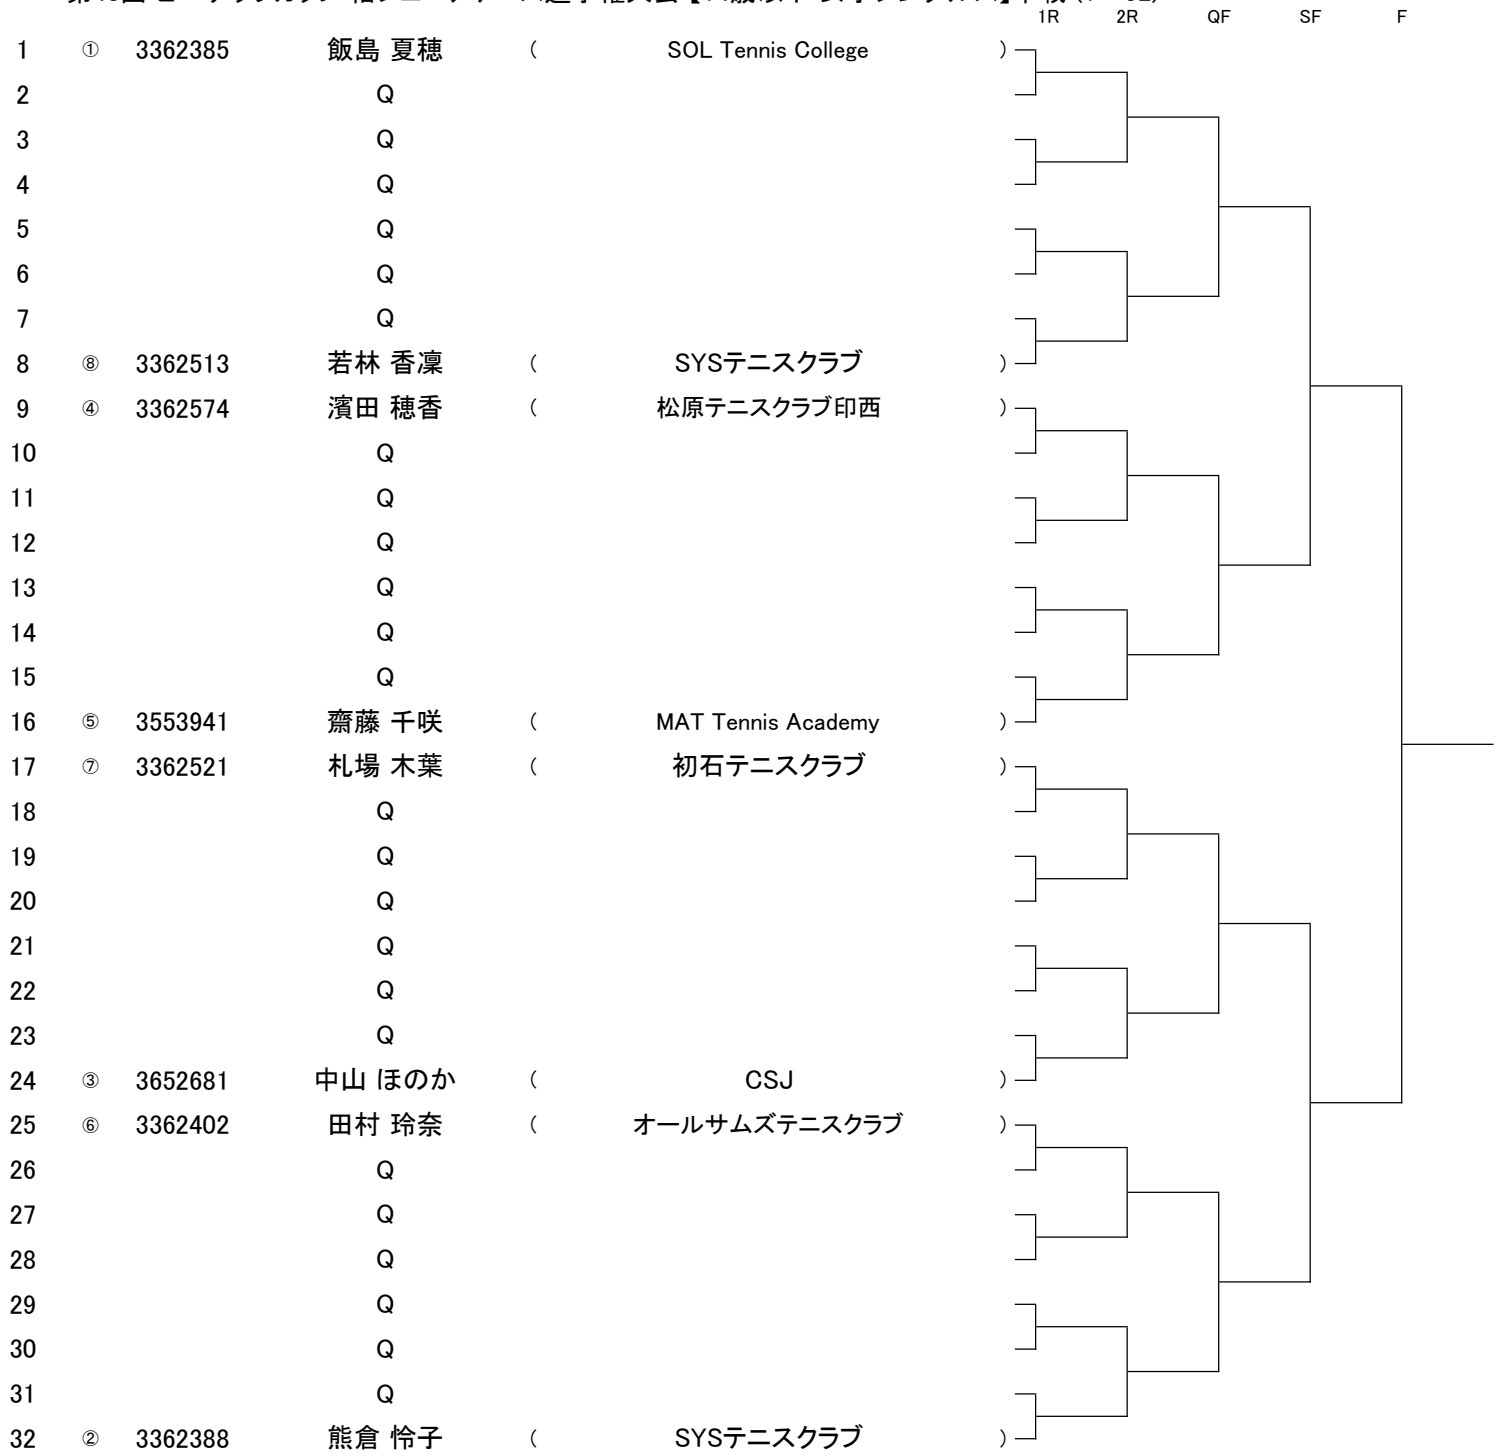 1R 2R QF SF F
1 ① 3362385 飯島 夏穂 ( SOL Tennis College )
2 Q
3 Q
4 Q
5 Q
6 Q
7 Q
8 ⑧ 3362513 若林 香凜 ( SYSテニスクラブ )
9 ④ 3362574 濱田 穂香 ( 松原テニスクラブ印西 )
10 Q
11 Q
12 Q
13 Q
14 Q
15 Q
16 ⑤ 3553941 齋藤 千咲 ( MAT Tennis Academy )
17 ⑦ 3362521 札場 木葉 ( 初石テニスクラブ )
18 Q
19 Q
20 Q
21 Q
22 Q
23 Q
24 ③ 3652681 中山 ほのか ( CSJ )
25 ⑥ 3362402 田村 玲奈 ( オールサムズテニスクラブ )
26 Q
27 Q
28 Q
29 Q
30 Q
31 Q
32 ② 3362388 熊倉 怜子 ( SYSテニスクラブ )